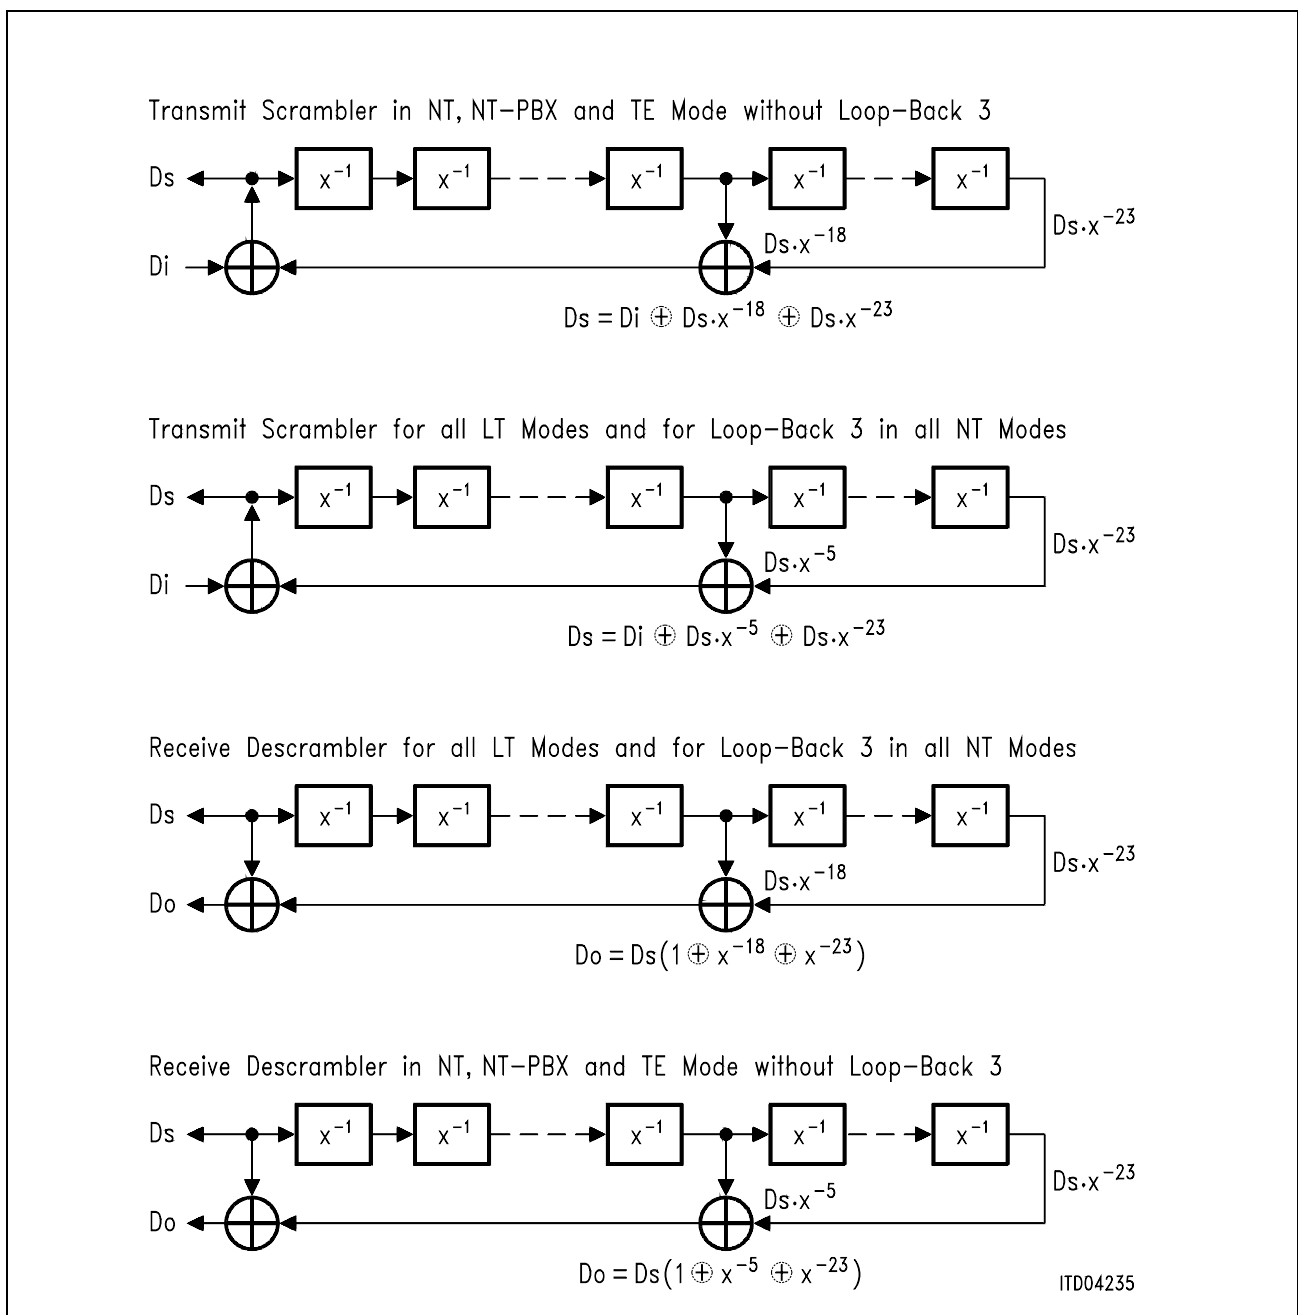 Transmit Scrambler in NT, NT-PBX and TE Mode without Loop-Back 3
Ds x⁻¹ x⁻¹ x⁻¹ x⁻¹ x⁻¹
Ds·x⁻²³
Ds·x⁻¹⁸
Di
Ds = Di ⊕ Ds·x⁻¹⁸ ⊕ Ds·x⁻²³
Transmit Scrambler for all LT Modes and for Loop-Back 3 in all NT Modes
Ds x⁻¹ x⁻¹ x⁻¹ x⁻¹ x⁻¹
Ds·x⁻²³
Ds·x⁻⁵
Di
Ds = Di ⊕ Ds·x⁻⁵ ⊕ Ds·x⁻²³
Receive Descrambler for all LT Modes and for Loop-Back 3 in all NT Modes
Ds x⁻¹ x⁻¹ x⁻¹ x⁻¹ x⁻¹
Ds·x⁻²³
Ds·x⁻¹⁸
Do
Do = Ds(1 ⊕ x⁻¹⁸ ⊕ x⁻²³)
Receive Descrambler in NT, NT-PBX and TE Mode without Loop-Back 3
Ds x⁻¹ x⁻¹ x⁻¹ x⁻¹ x⁻¹
Ds·x⁻²³
Ds·x⁻⁵
Do
Do = Ds(1 ⊕ x⁻⁵ ⊕ x⁻²³)
ITD04235